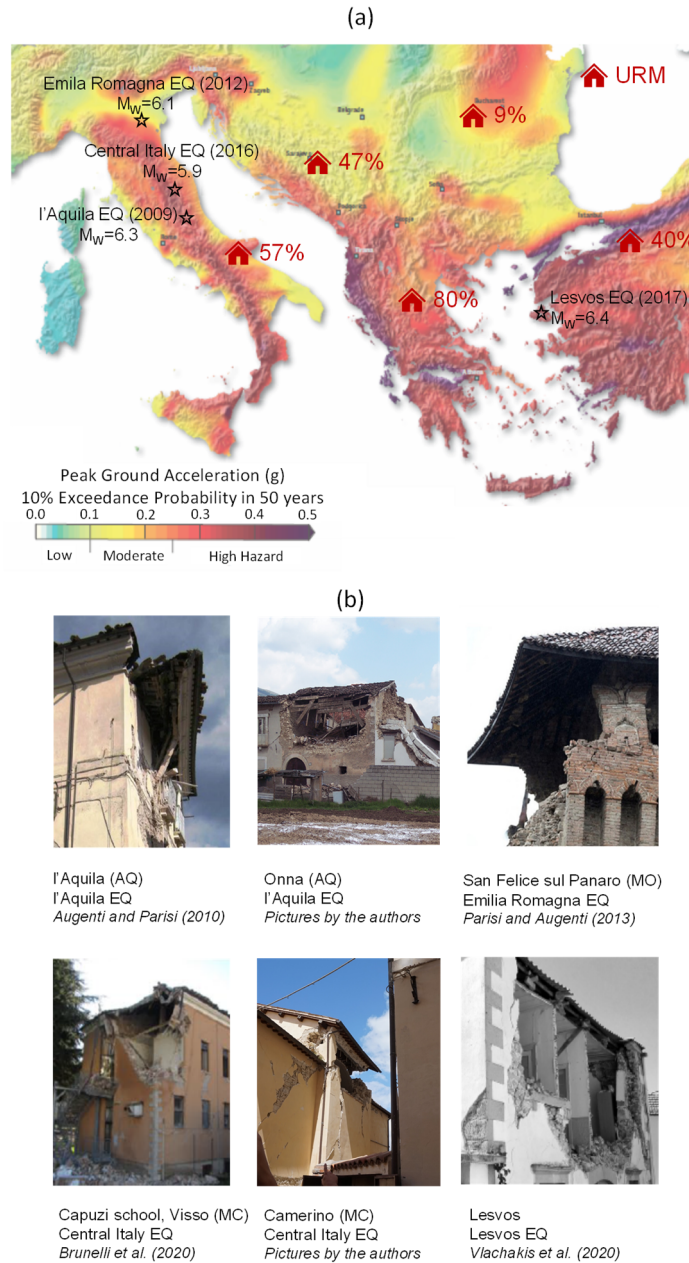 (a)
URM
Emila Romagna EQ (2012)
Mw=6.1
Zagreb
Belgrade
Bucharest
9%
Central Italy EQ (2016)
Mw=5.9
47%
l'Aquila EQ (2009)
Mw=6.3
57%
40%
80%
Lesvos EQ (2017)
Mw=6.4
Peak Ground Acceleration (g)
10% Exceedance Probability in 50 years
0.0 0.1 0.2 0.3 0.4 0.5
Low Moderate High Hazard
(b)
l'Aquila (AQ)
l'Aquila EQ
Augenti and Parisi (2010)
Onna (AQ)
l'Aquila EQ
Pictures by the authors
San Felice sul Panaro (MO)
Emilia Romagna EQ
Parisi and Augenti (2013)
Capuzi school, Visso (MC)
Central Italy EQ
Brunelli et al. (2020)
Camerino (MC)
Central Italy EQ
Pictures by the authors
Lesvos
Lesvos EQ
Vlachakis et al. (2020)